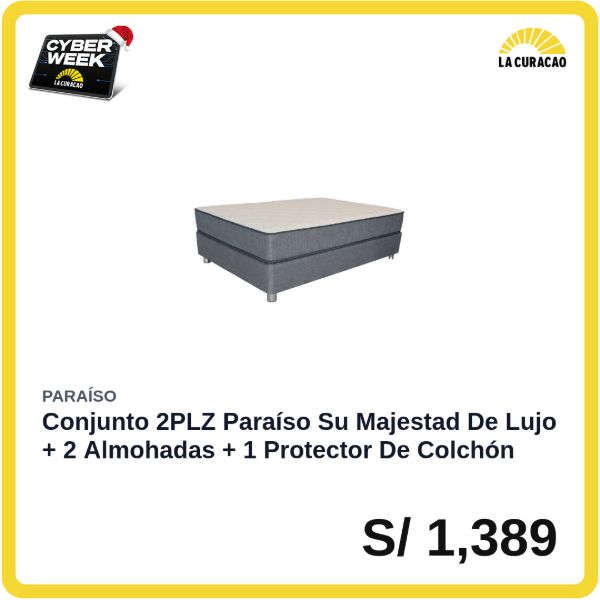 CYBER
WEEK
LA CURACAO
LA CURACAO
PARAÍSO
Conjunto 2PLZ Paraíso Su Majestad De Lujo
+ 2 Almohadas + 1 Protector De Colchón
S/ 1,389